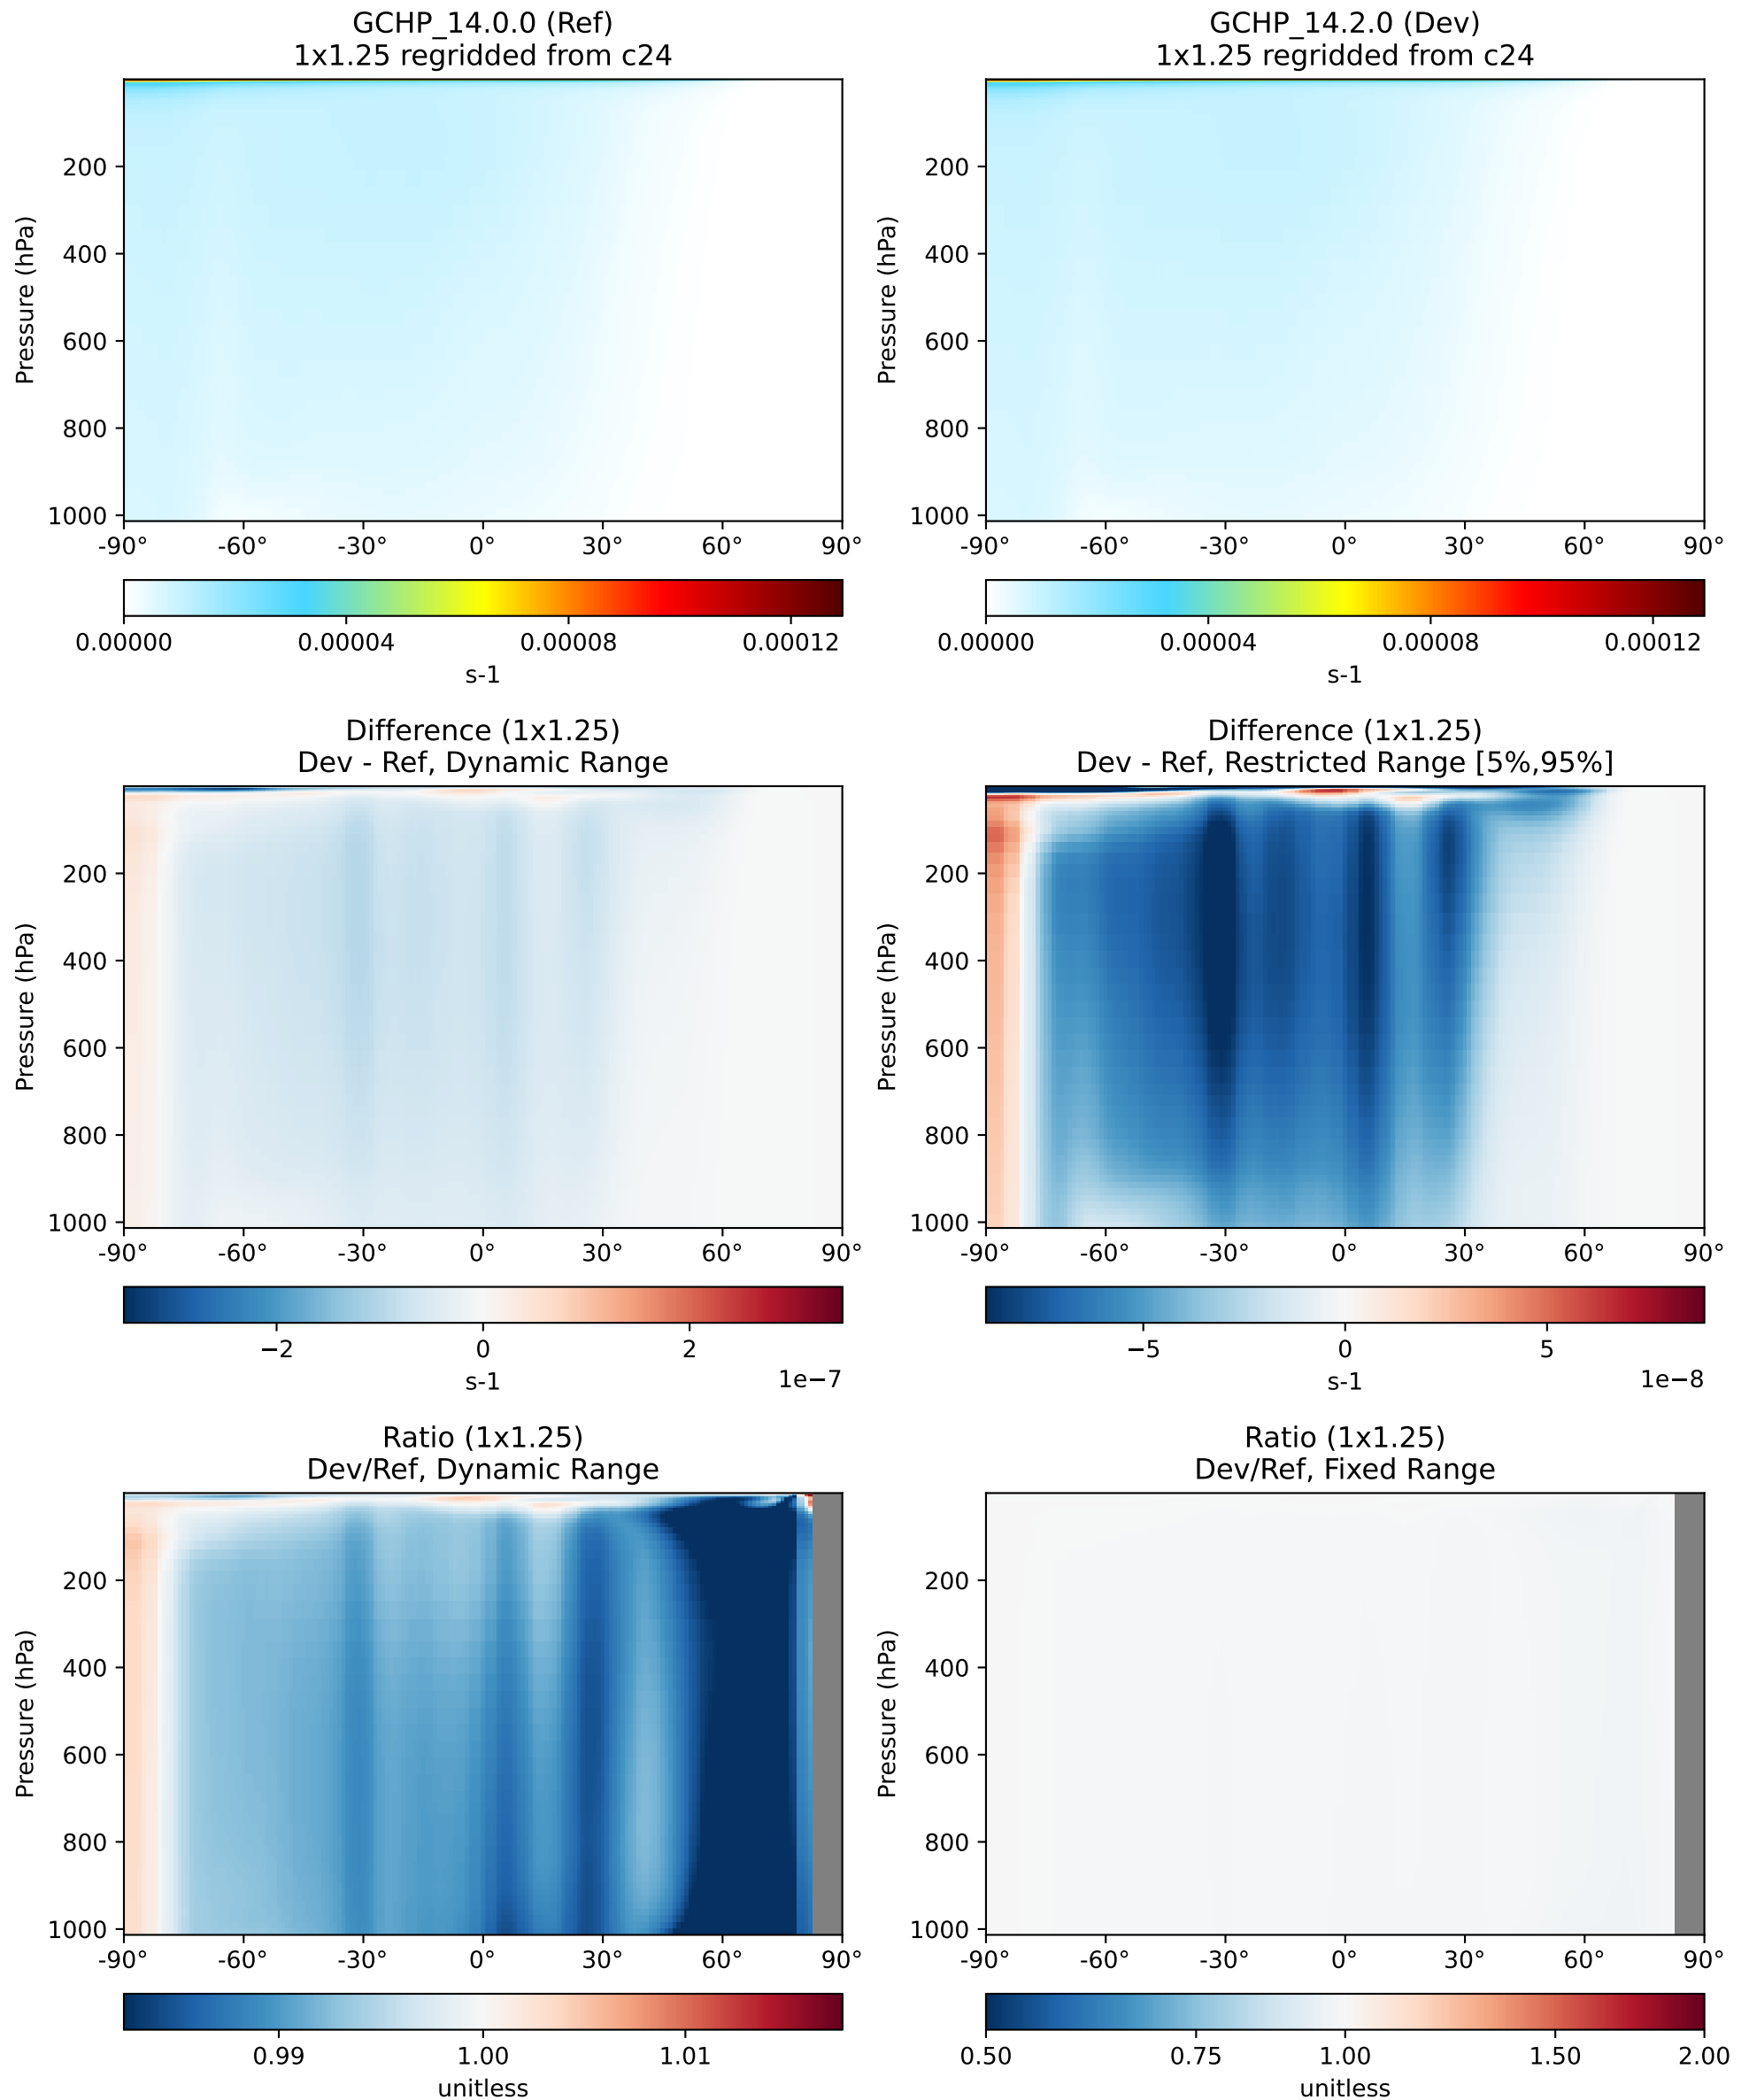 GCHP_14.0.0 (Ref)
1x1.25 regridded from c24
Pressure (hPa)
200
400
600
800
1000
-90° -60° -30° 0° 30° 60° 90°
0.00000 0.00004 0.00008 0.00012
s-1
GCHP_14.2.0 (Dev)
1x1.25 regridded from c24
Pressure (hPa)
200
400
600
800
1000
-90° -60° -30° 0° 30° 60° 90°
0.00000 0.00004 0.00008 0.00012
s-1
Difference (1x1.25)
Dev - Ref, Dynamic Range
Pressure (hPa)
200
400
600
800
1000
-90° -60° -30° 0° 30° 60° 90°
−2 0 2
s-1
1e−7
Difference (1x1.25)
Dev - Ref, Restricted Range [5%,95%]
Pressure (hPa)
200
400
600
800
1000
-90° -60° -30° 0° 30° 60° 90°
−5 0 5
s-1
1e−8
Ratio (1x1.25)
Dev/Ref, Dynamic Range
Pressure (hPa)
200
400
600
800
1000
-90° -60° -30° 0° 30° 60° 90°
0.99 1.00 1.01
unitless
Ratio (1x1.25)
Dev/Ref, Fixed Range
Pressure (hPa)
200
400
600
800
1000
-90° -60° -30° 0° 30° 60° 90°
0.50 0.75 1.00 1.50 2.00
unitless